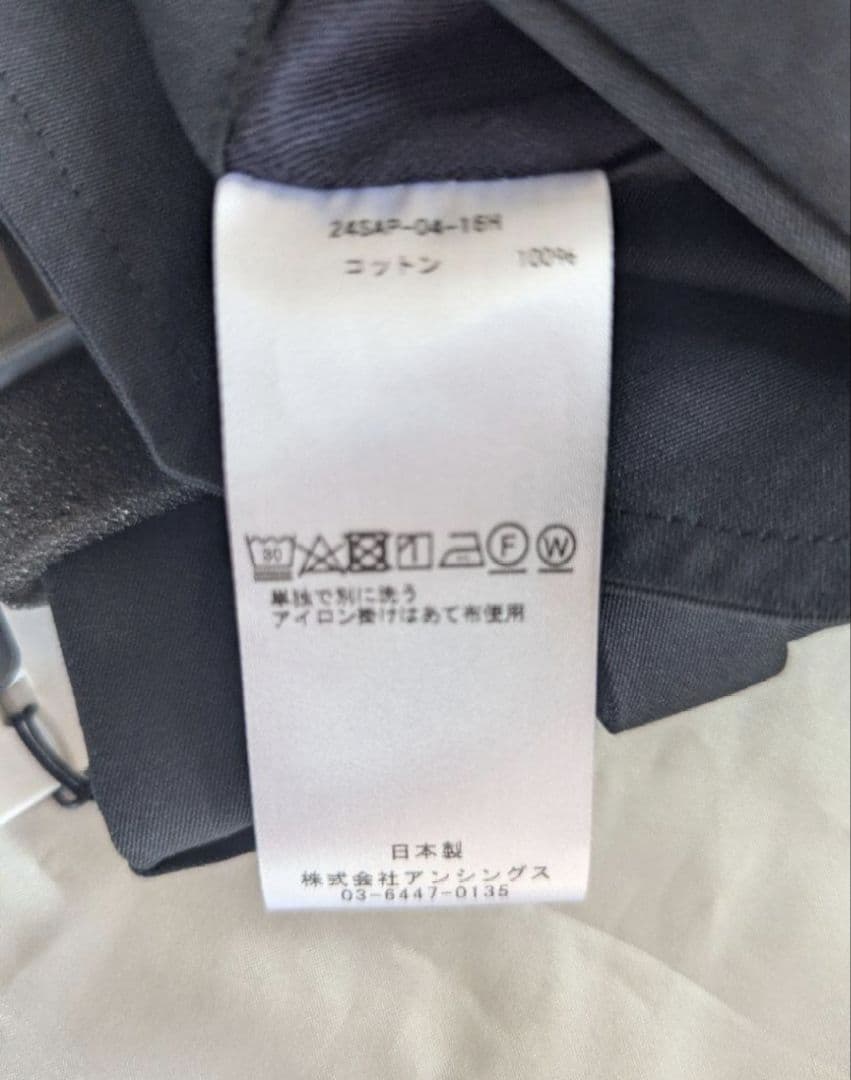 24SAP-04-16H
コットン 100%
30
F W
単独で別に洗う
アイロン掛けはあて布使用
日本製
株式会社アンシングス
03-6447-0135